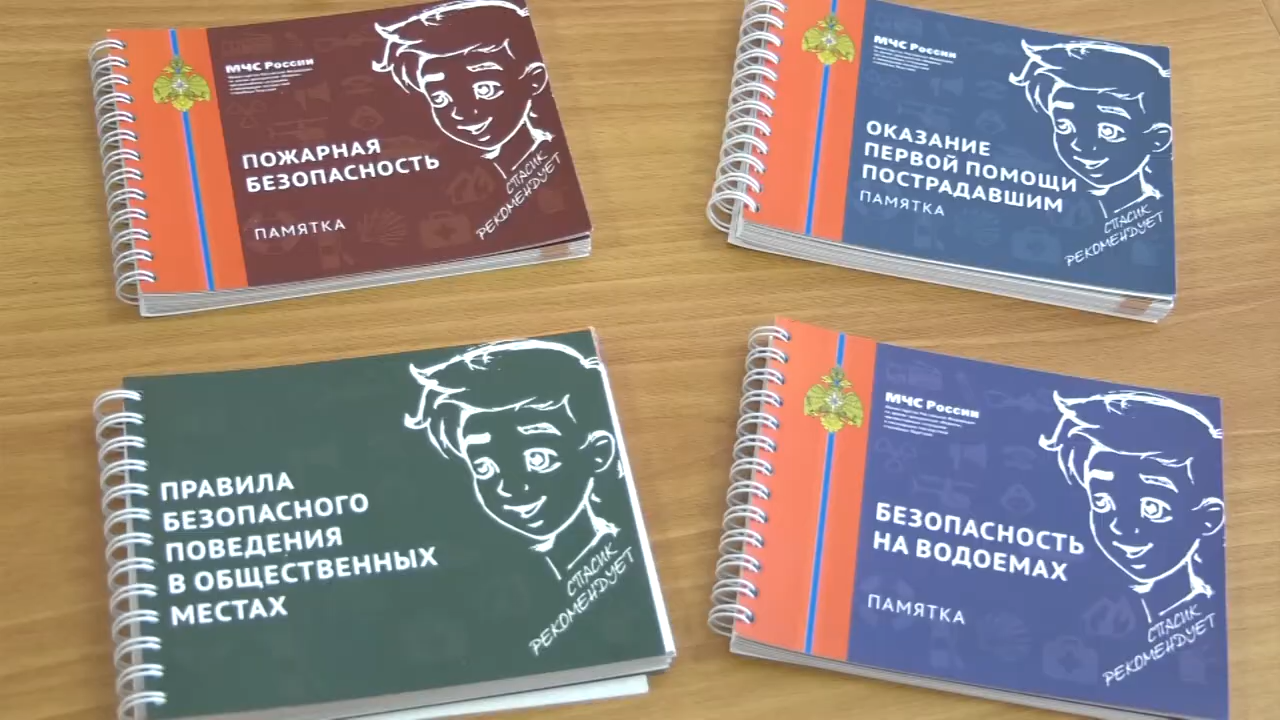 МЧС России
ПОЖАРНАЯ
БЕЗОПАСНОСТЬ
ПАМЯТКА
СПАСИК
РЕКОМЕНДУЕТ
МЧС России
ОКАЗАНИЕ
ПЕРВОЙ ПОМОЩИ
ПОСТРАДАВШИМ
ПАМЯТКА
СПАСИК
РЕКОМЕНДУЕТ
ПРАВИЛА
БЕЗОПАСНОГО
ПОВЕДЕНИЯ
В ОБЩЕСТВЕННЫХ
МЕСТАХ
СПАСИК
РЕКОМЕНДУЕТ
МЧС России
БЕЗОПАСНОСТЬ
НА ВОДОЕМАХ
ПАМЯТКА
СПАСИК
РЕКОМЕНДУЕТ